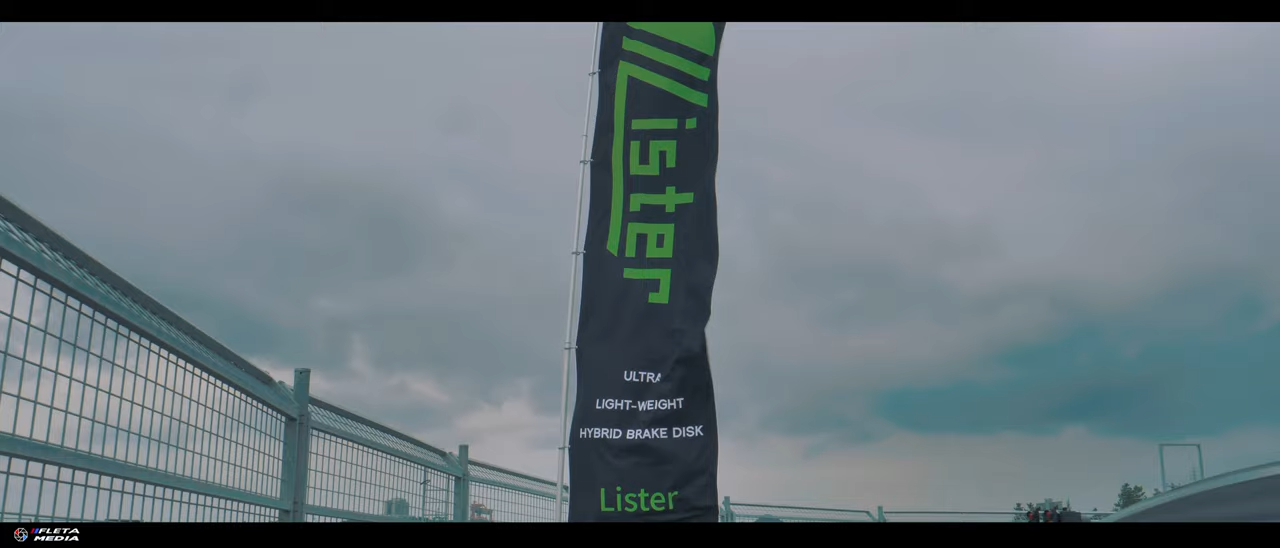 Lister
ULTRA
LIGHT-WEIGHT
HYBRID BRAKE DISK
Lister
FLETA
MEDIA